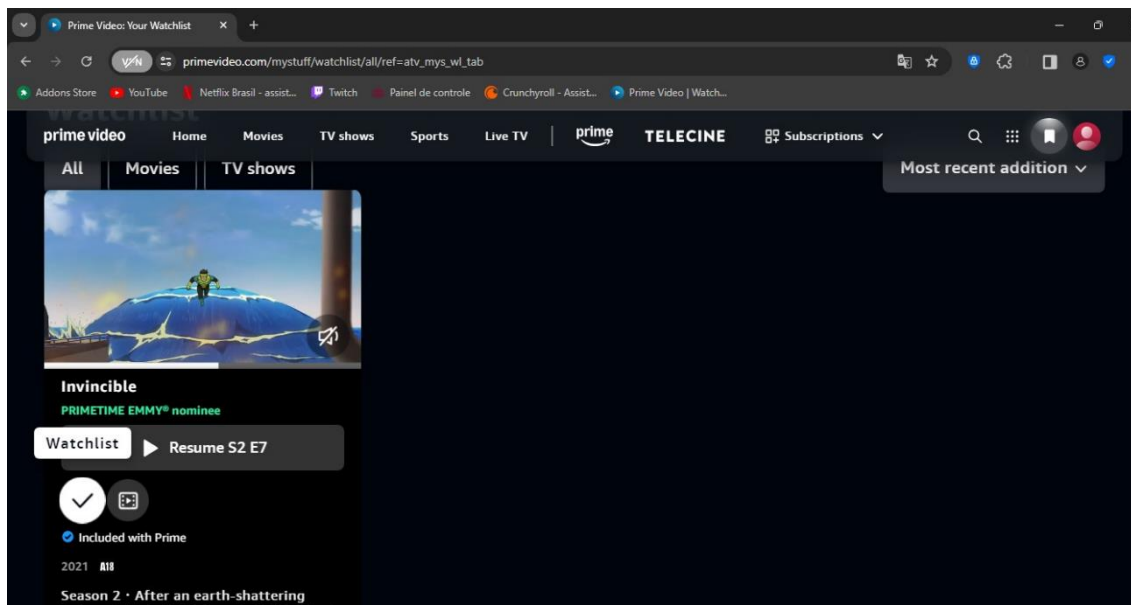 Prime Video: Your Watchlist
primevideo.com/mystuff/watchlist/all/ref=atv_mys_wl_tab
Addons Store YouTube Netflix Brasil - assist... Twitch Painel de controle Crunchyroll - Assist... Prime Video | Watch...
Watchlist
prime video Home Movies TV shows Sports Live TV prime TELECINE Subscriptions
All Movies TV shows Most recent addition
Invincible
PRIMETIME EMMY® nominee
Watchlist Resume S2 E7
Included with Prime
2021 A18
Season 2 · After an earth-shattering